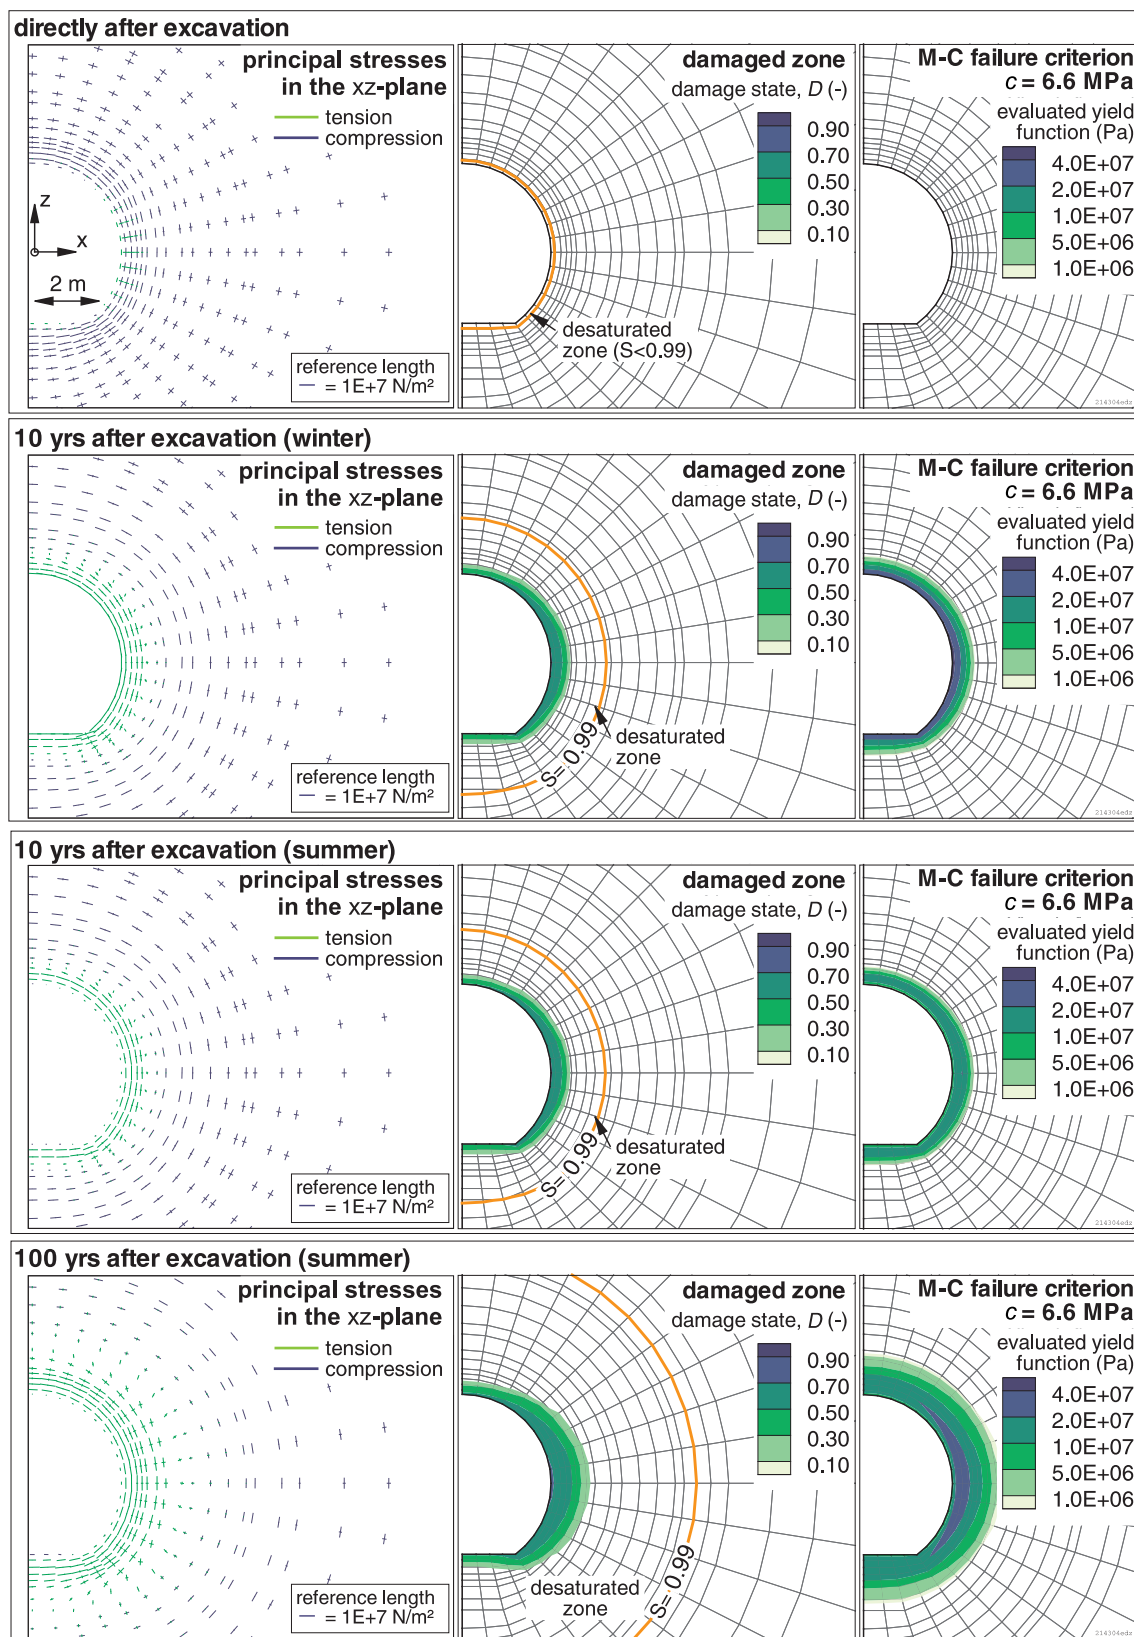 directly after excavation
principal stresses
in the xz-plane
tension
compression
z
x
2 m
reference length
= 1E+7 N/m²
damaged zone
damage state, D (-)
0.90
0.70
0.50
0.30
0.10
desaturated
zone (S<0.99)
M-C failure criterion
c = 6.6 MPa
evaluated yield
function (Pa)
4.0E+07
2.0E+07
1.0E+07
5.0E+06
1.0E+06
214304edz
10 yrs after excavation (winter)
principal stresses
in the xz-plane
tension
compression
reference length
= 1E+7 N/m²
damaged zone
damage state, D (-)
0.90
0.70
0.50
0.30
0.10
desaturated
zone
S= 0.99
M-C failure criterion
c = 6.6 MPa
evaluated yield
function (Pa)
4.0E+07
2.0E+07
1.0E+07
5.0E+06
1.0E+06
214304edz
10 yrs after excavation (summer)
principal stresses
in the xz-plane
tension
compression
reference length
= 1E+7 N/m²
damaged zone
damage state, D (-)
0.90
0.70
0.50
0.30
0.10
desaturated
zone
S= 0.99
M-C failure criterion
c = 6.6 MPa
evaluated yield
function (Pa)
4.0E+07
2.0E+07
1.0E+07
5.0E+06
1.0E+06
214304edz
100 yrs after excavation (summer)
principal stresses
in the xz-plane
tension
compression
reference length
= 1E+7 N/m²
damaged zone
damage state, D (-)
0.90
0.70
0.50
0.30
0.10
desaturated
zone
S= 0.99
M-C failure criterion
c = 6.6 MPa
evaluated yield
function (Pa)
4.0E+07
2.0E+07
1.0E+07
5.0E+06
1.0E+06
214304edz